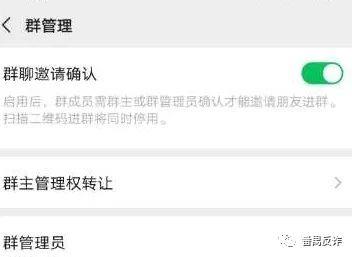 群管理
群聊邀请确认
启用后，群成员需群主或群管理员确认才能邀请朋友进群。
扫描二维码进群将同时停用。
群主管理权转让
群管理员
番禺反诈